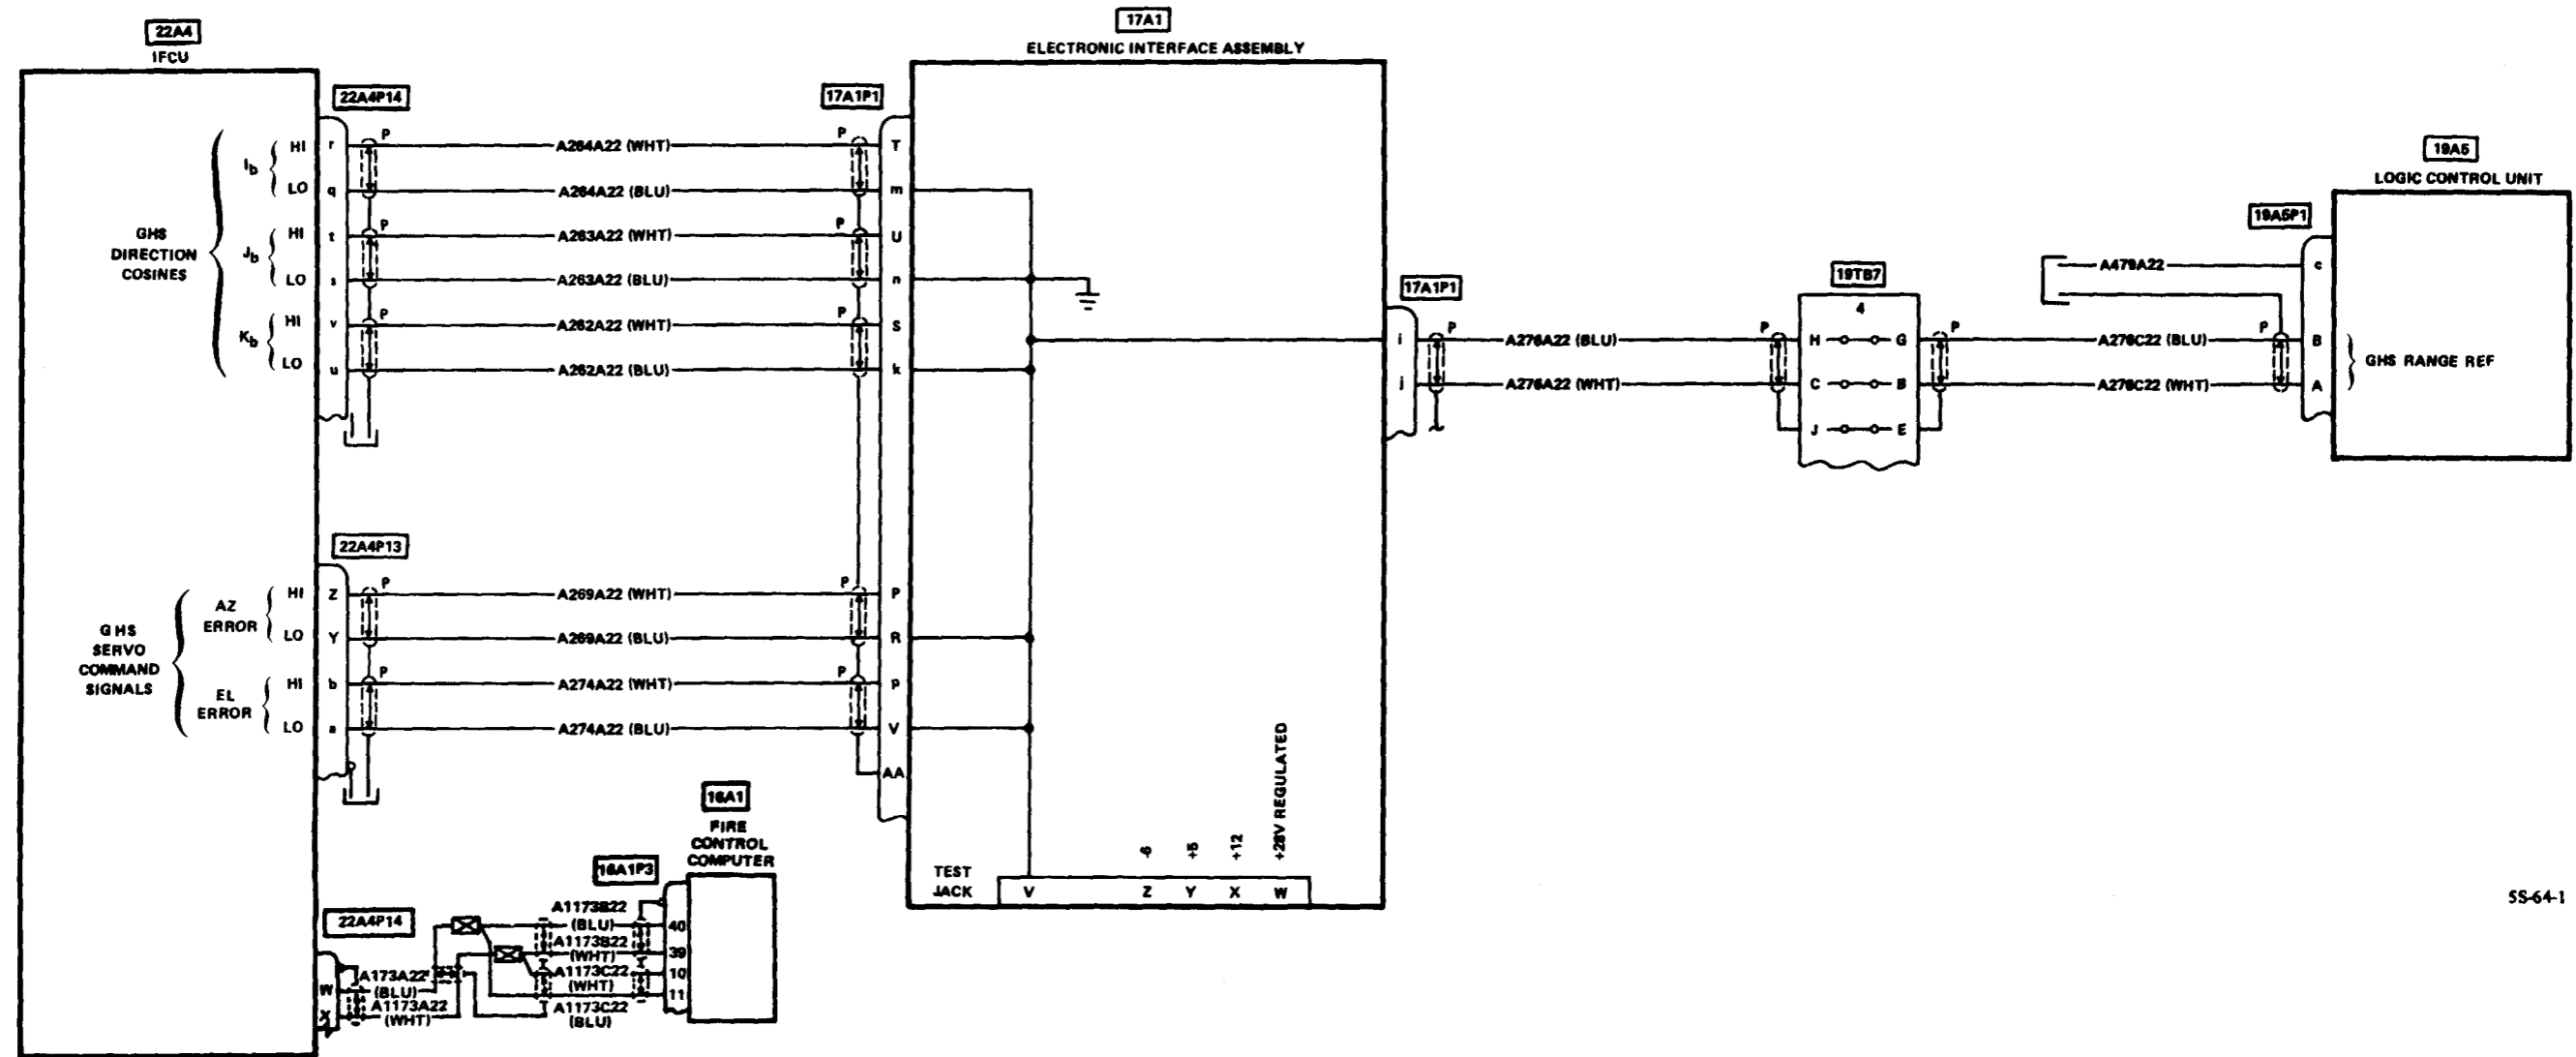 22A4
IFCU
22A4P14
GHS
DIRECTION
COSINES
Ib
HI
LO
Jb
HI
LO
Kb
HI
LO
r
q
t
s
v
u
P
P
P
A264A22 (WHT)
A264A22 (BLU)
A263A22 (WHT)
A263A22 (BLU)
A262A22 (WHT)
A262A22 (BLU)
17A1P1
P
P
P
T
m
U
n
S
k
22A4P13
GHS
SERVO
COMMAND
SIGNALS
AZ
ERROR
HI
LO
EL
ERROR
HI
LO
Z
Y
b
a
P
P
A269A22 (WHT)
A269A22 (BLU)
A274A22 (WHT)
A274A22 (BLU)
P
P
P
R
p
V
AA
22A4P14
W
X
A173A22
(BLU)
A1173A22
(WHT)
A1173B22
(BLU)
A1173B22
(WHT)
A1173C22
(WHT)
A1173C22
(BLU)
16A1P3
40
39
10
11
16A1
FIRE
CONTROL
COMPUTER
17A1
ELECTRONIC INTERFACE ASSEMBLY
TEST
JACK
-6
+5
+12
+28V REGULATED
V
Z
Y
X
W
17A1P1
i
j
P
A276A22 (BLU)
A276A22 (WHT)
P
19TB7
4
H
G
C
B
J
E
P
A276C22 (BLU)
A276C22 (WHT)
P
A479A22
19A5P1
c
B
A
19A5
LOGIC CONTROL UNIT
GHS RANGE REF
5S-64-1